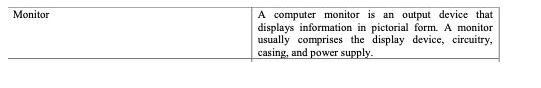 Monitor
A computer monitor is an output device that
displays information in pictorial form. A monitor
usually comprises the display device, circuitry,
casing, and power supply.